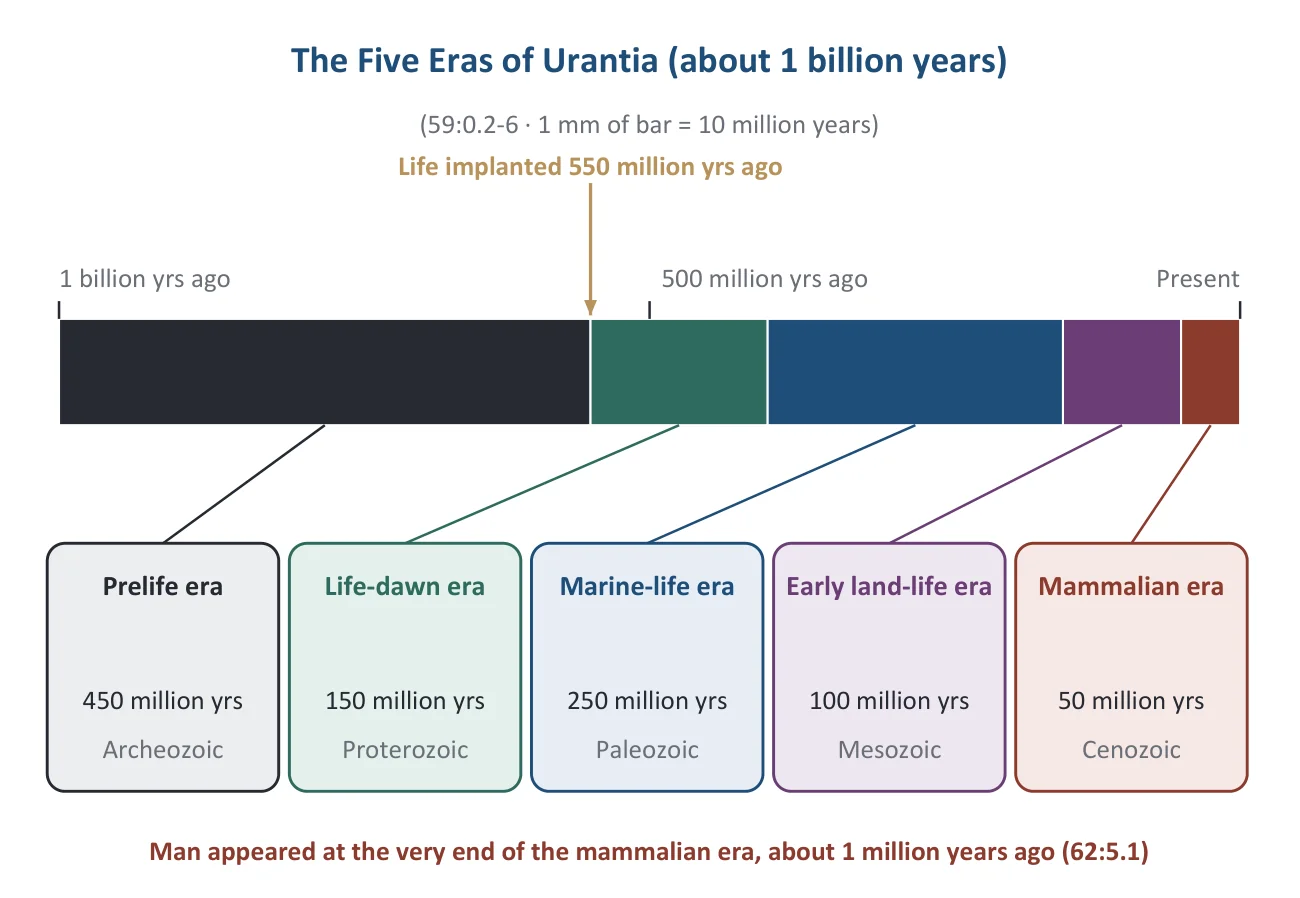 The Five Eras of Urantia (about 1 billion years)
(59:0.2-6 · 1 mm of bar = 10 million years)
Life implanted 550 million yrs ago
1 billion yrs ago
500 million yrs ago
Present
Prelife era
450 million yrs
Archeozoic
Life-dawn era
150 million yrs
Proterozoic
Marine-life era
250 million yrs
Paleozoic
Early land-life era
100 million yrs
Mesozoic
Mammalian era
50 million yrs
Cenozoic
Man appeared at the very end of the mammalian era, about 1 million years ago (62:5.1)